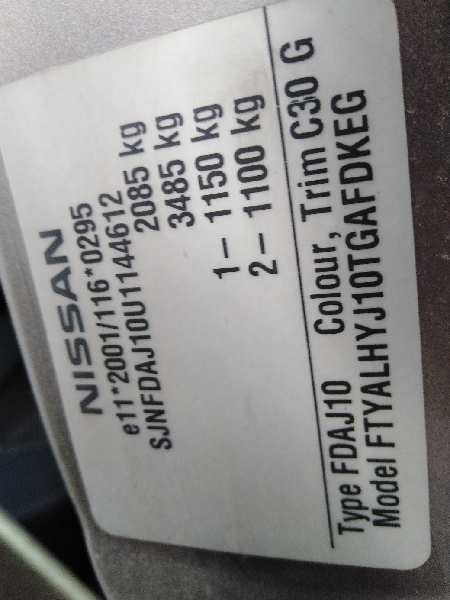 NISSAN
e11*2001/116*0295
SJNFDAJ10U1144612
2085 kg
3485 kg
1– 1150 kg
2– 1100 kg
Type FDAJ10 Colour, Trim C30 G
Model FTYALHYJ10TGAFDKEG